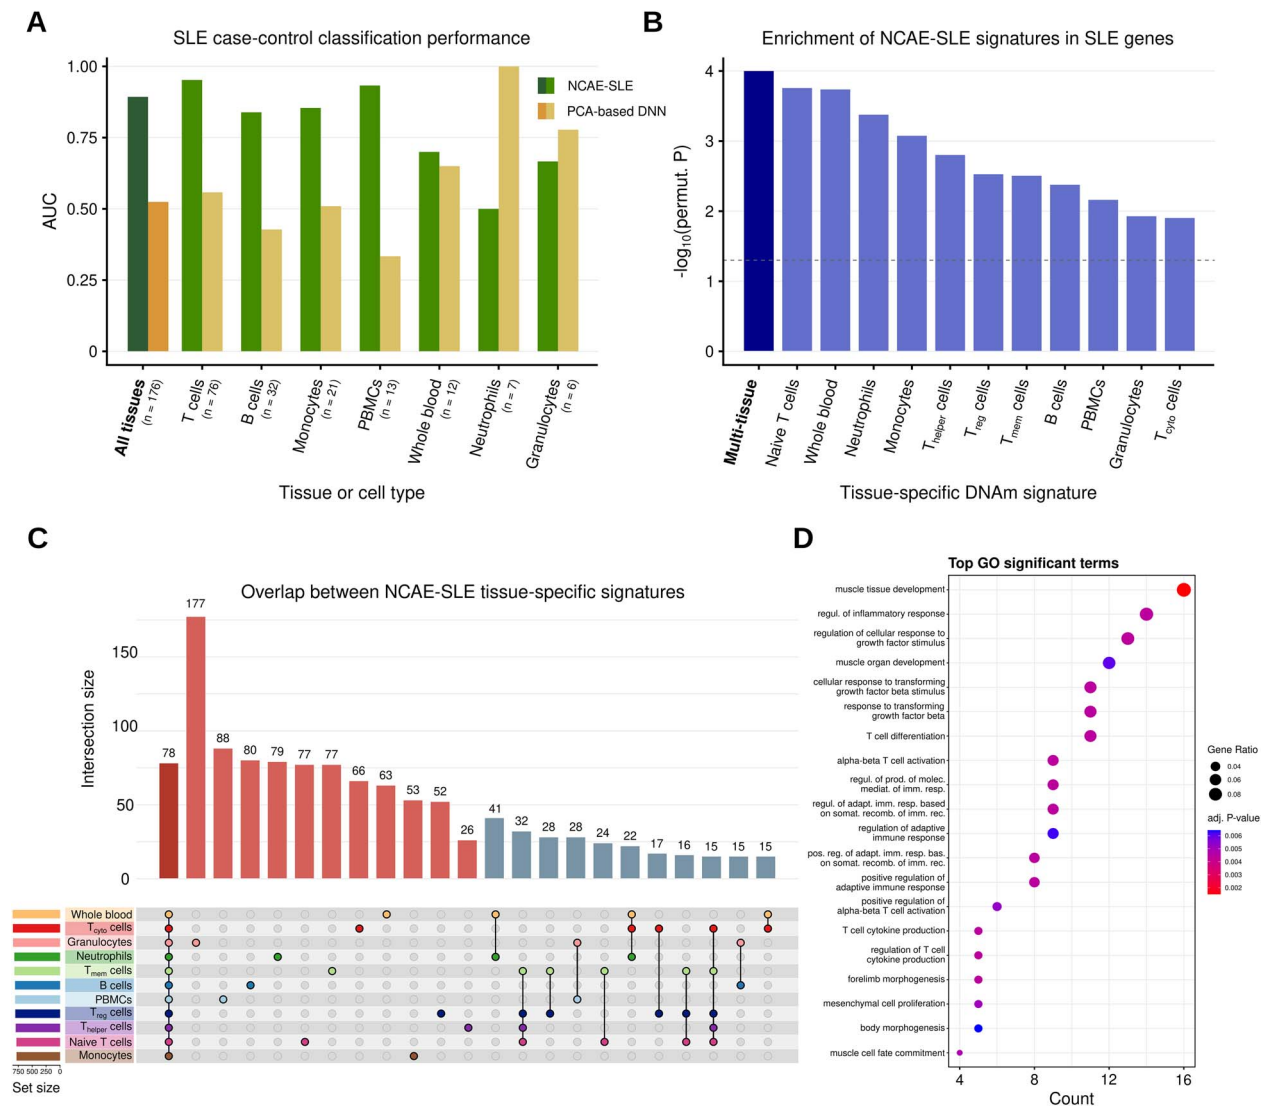 A
SLE case-control classification performance
1.00
0.75
0.50
0.25
0
AUC
NCAE-SLE
PCA-based DNN
All tissues
(n = 176)
T cells
(n = 76)
B cells
(n = 32)
Monocytes
(n = 21)
PBMCs
(n = 13)
Whole blood
(n = 12)
Neutrophils
(n = 7)
Granulocytes
(n = 6)
Tissue or cell type
B
Enrichment of NCAE-SLE signatures in SLE genes
4
3
2
1
0
-log10(permut. P)
Multi-tissue
Naive T cells
Whole blood
Neutrophils
Monocytes
Thelper cells
Treg cells
Tmem cells
B cells
PBMCs
Granulocytes
Tcyto cells
Tissue-specific DNAm signature
C
Overlap between NCAE-SLE tissue-specific signatures
Intersection size
150
100
50
0
78
177
88
80
79
77
77
66
63
53
52
26
41
32
28
28
24
22
17
16
15
15
15
Whole blood
Tcyto cells
Granulocytes
Neutrophils
Tmem cells
B cells
PBMCs
Treg cells
Thelper cells
Naive T cells
Monocytes
750 500 250 0
Set size
D
Top GO significant terms
muscle tissue development
regul. of inflammatory response
regulation of cellular response to
growth factor stimulus
muscle organ development
cellular response to transforming
growth factor beta stimulus
response to transforming
growth factor beta
T cell differentiation
alpha-beta T cell activation
regul. of prod. of molec.
mediat. of imm. resp.
regul. of adapt. imm. resp. based
on somat. recomb. of imm. rec.
regulation of adaptive
immune response
pos. reg. of adapt. imm. resp. bas.
on somat. recomb. of imm. rec.
positive regulation of
adaptive immune response
positive regulation of
alpha-beta T cell activation
T cell cytokine production
regulation of T cell
cytokine production
forelimb morphogenesis
mesenchymal cell proliferation
body morphogenesis
muscle cell fate commitment
4 8 12 16
Count
Gene Ratio
0.04
0.06
0.08
adj. P-value
0.006
0.005
0.004
0.003
0.002